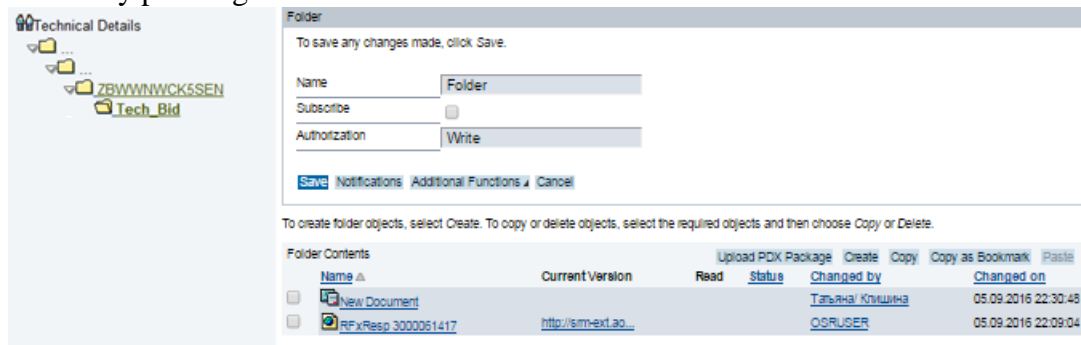 Technical Details
...
...
ZBWWNWCK5SEN
Tech_Bid
Folder
To save any changes made, click Save.
Name Folder
Subscribe
Authorization Write
Save Notifications Additional Functions Cancel
To create folder objects, select Create. To copy or delete objects, select the required objects and then choose Copy or Delete.
Folder Contents Upload PDX Package Create Copy Copy as Bookmark Paste
Name Current Version Read Status Changed by Changed on
New Document Татьяна/ Клишина 05.09.2016 22:30:48
RFxResp 3000061417 http://srm-ext.ao... OSRUSER 05.09.2016 22:09:04